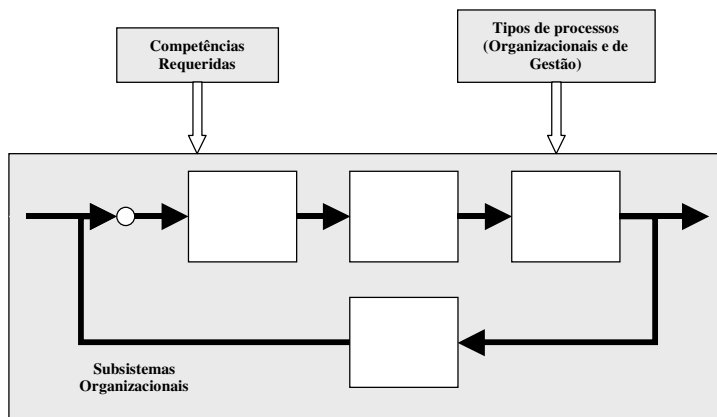 Competências
Requeridas
Tipos de processos
(Organizacionais e de
Gestão)
Subsistemas
Organizacionais